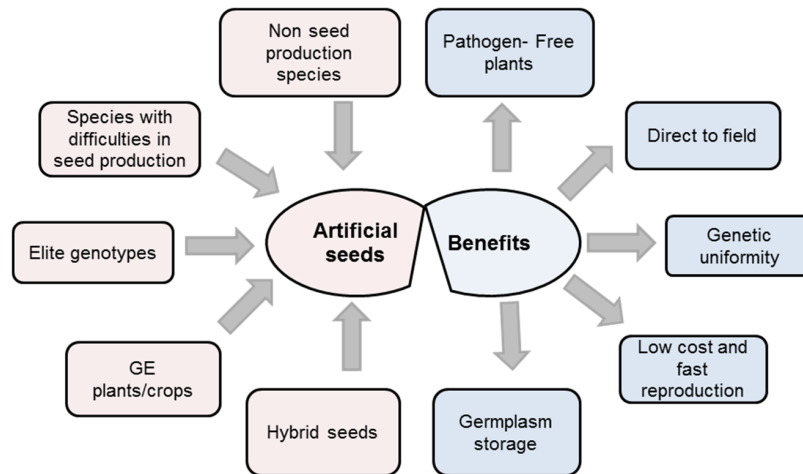 Non seed
production
species
Pathogen- Free
plants
Species with
difficulties in
seed production
Direct to field
Artificial
seeds
Benefits
Elite genotypes
Genetic
uniformity
GE
plants/crops
Low cost and
fast
reproduction
Hybrid seeds
Germplasm
storage